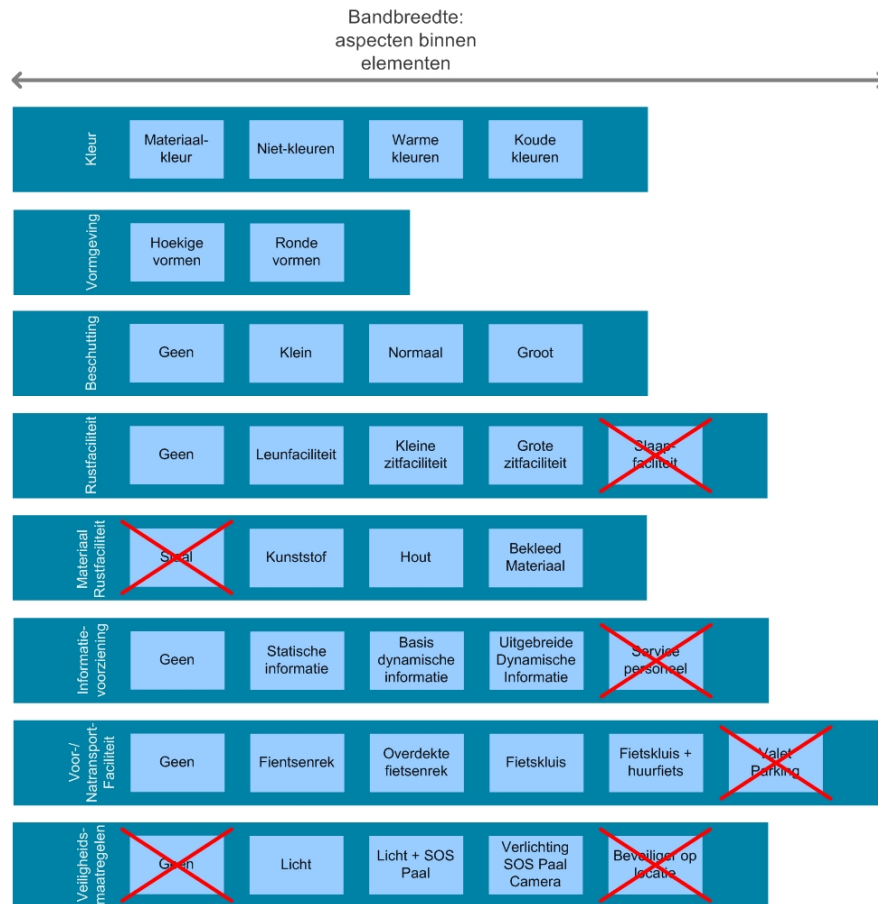 Bandbreedte:
aspecten binnen
elementen
Kleur
Materiaal-
kleur
Niet-kleuren
Warme
kleuren
Koude
kleuren
Vormgeving
Hoekige
vormen
Ronde
vormen
Beschutting
Geen
Klein
Normaal
Groot
Rustfaciliteit
Geen
Leunfaciliteit
Kleine
zitfaciliteit
Grote
zitfaciliteit
Slaap-
facliteit
Materiaal
Rustfaciliteit
Staal
Kunststof
Hout
Bekleed
Materiaal
Informatie-
voorziening
Geen
Statische
informatie
Basis
dynamische
informatie
Uitgebreide
Dynamische
Informatie
Service
personeel
Voor-/
Natransport-
Faciliteit
Geen
Fientsenrek
Overdekte
fietsenrek
Fietskluis
Fietskluis +
huurfiets
Valet
Parking
Veiligheids-
maatregelen
Geen
Licht
Licht + SOS
Paal
Verlichting
SOS Paal
Camera
Beveiliger op
locatie